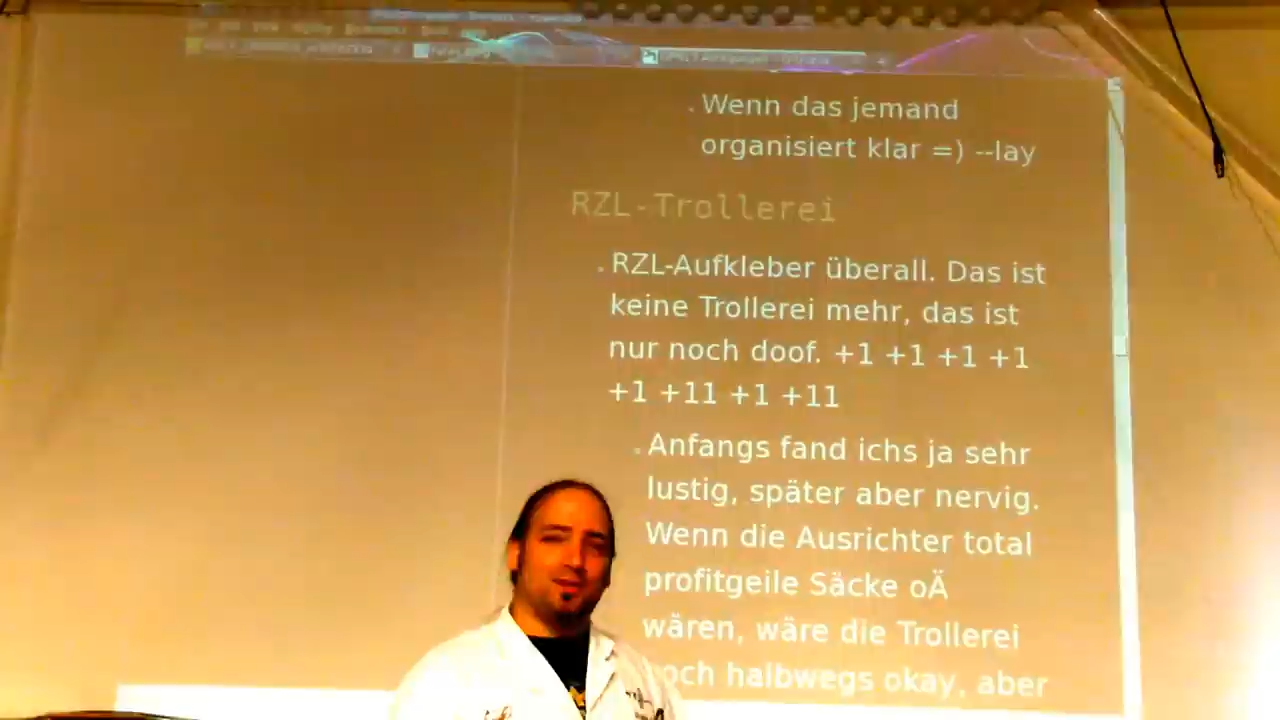 Wenn das jemand
organisiert klar =) --lay
RZL-Trollerei
RZL-Aufkleber überall. Das ist
keine Trollerei mehr, das ist
nur noch doof. +1 +1 +1 +1
+1 +11 +1 +11
Anfangs fand ichs ja sehr
lustig, später aber nervig.
Wenn die Ausrichter total
profitgeile Säcke oÄ
wären, wäre die Trollerei
noch halbwegs okay, aber